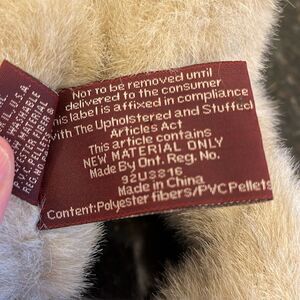 Not to be removed until
delivered to the consumer
this label is affixed in compliance
with The Upholstered and Stuffed
Articles Act
This article contains
NEW MATERIAL ONLY
Made By Ont. Reg. No.
92U3816
Made in China
Content:Polyester fibers/PVC Pellets
U.S.A.